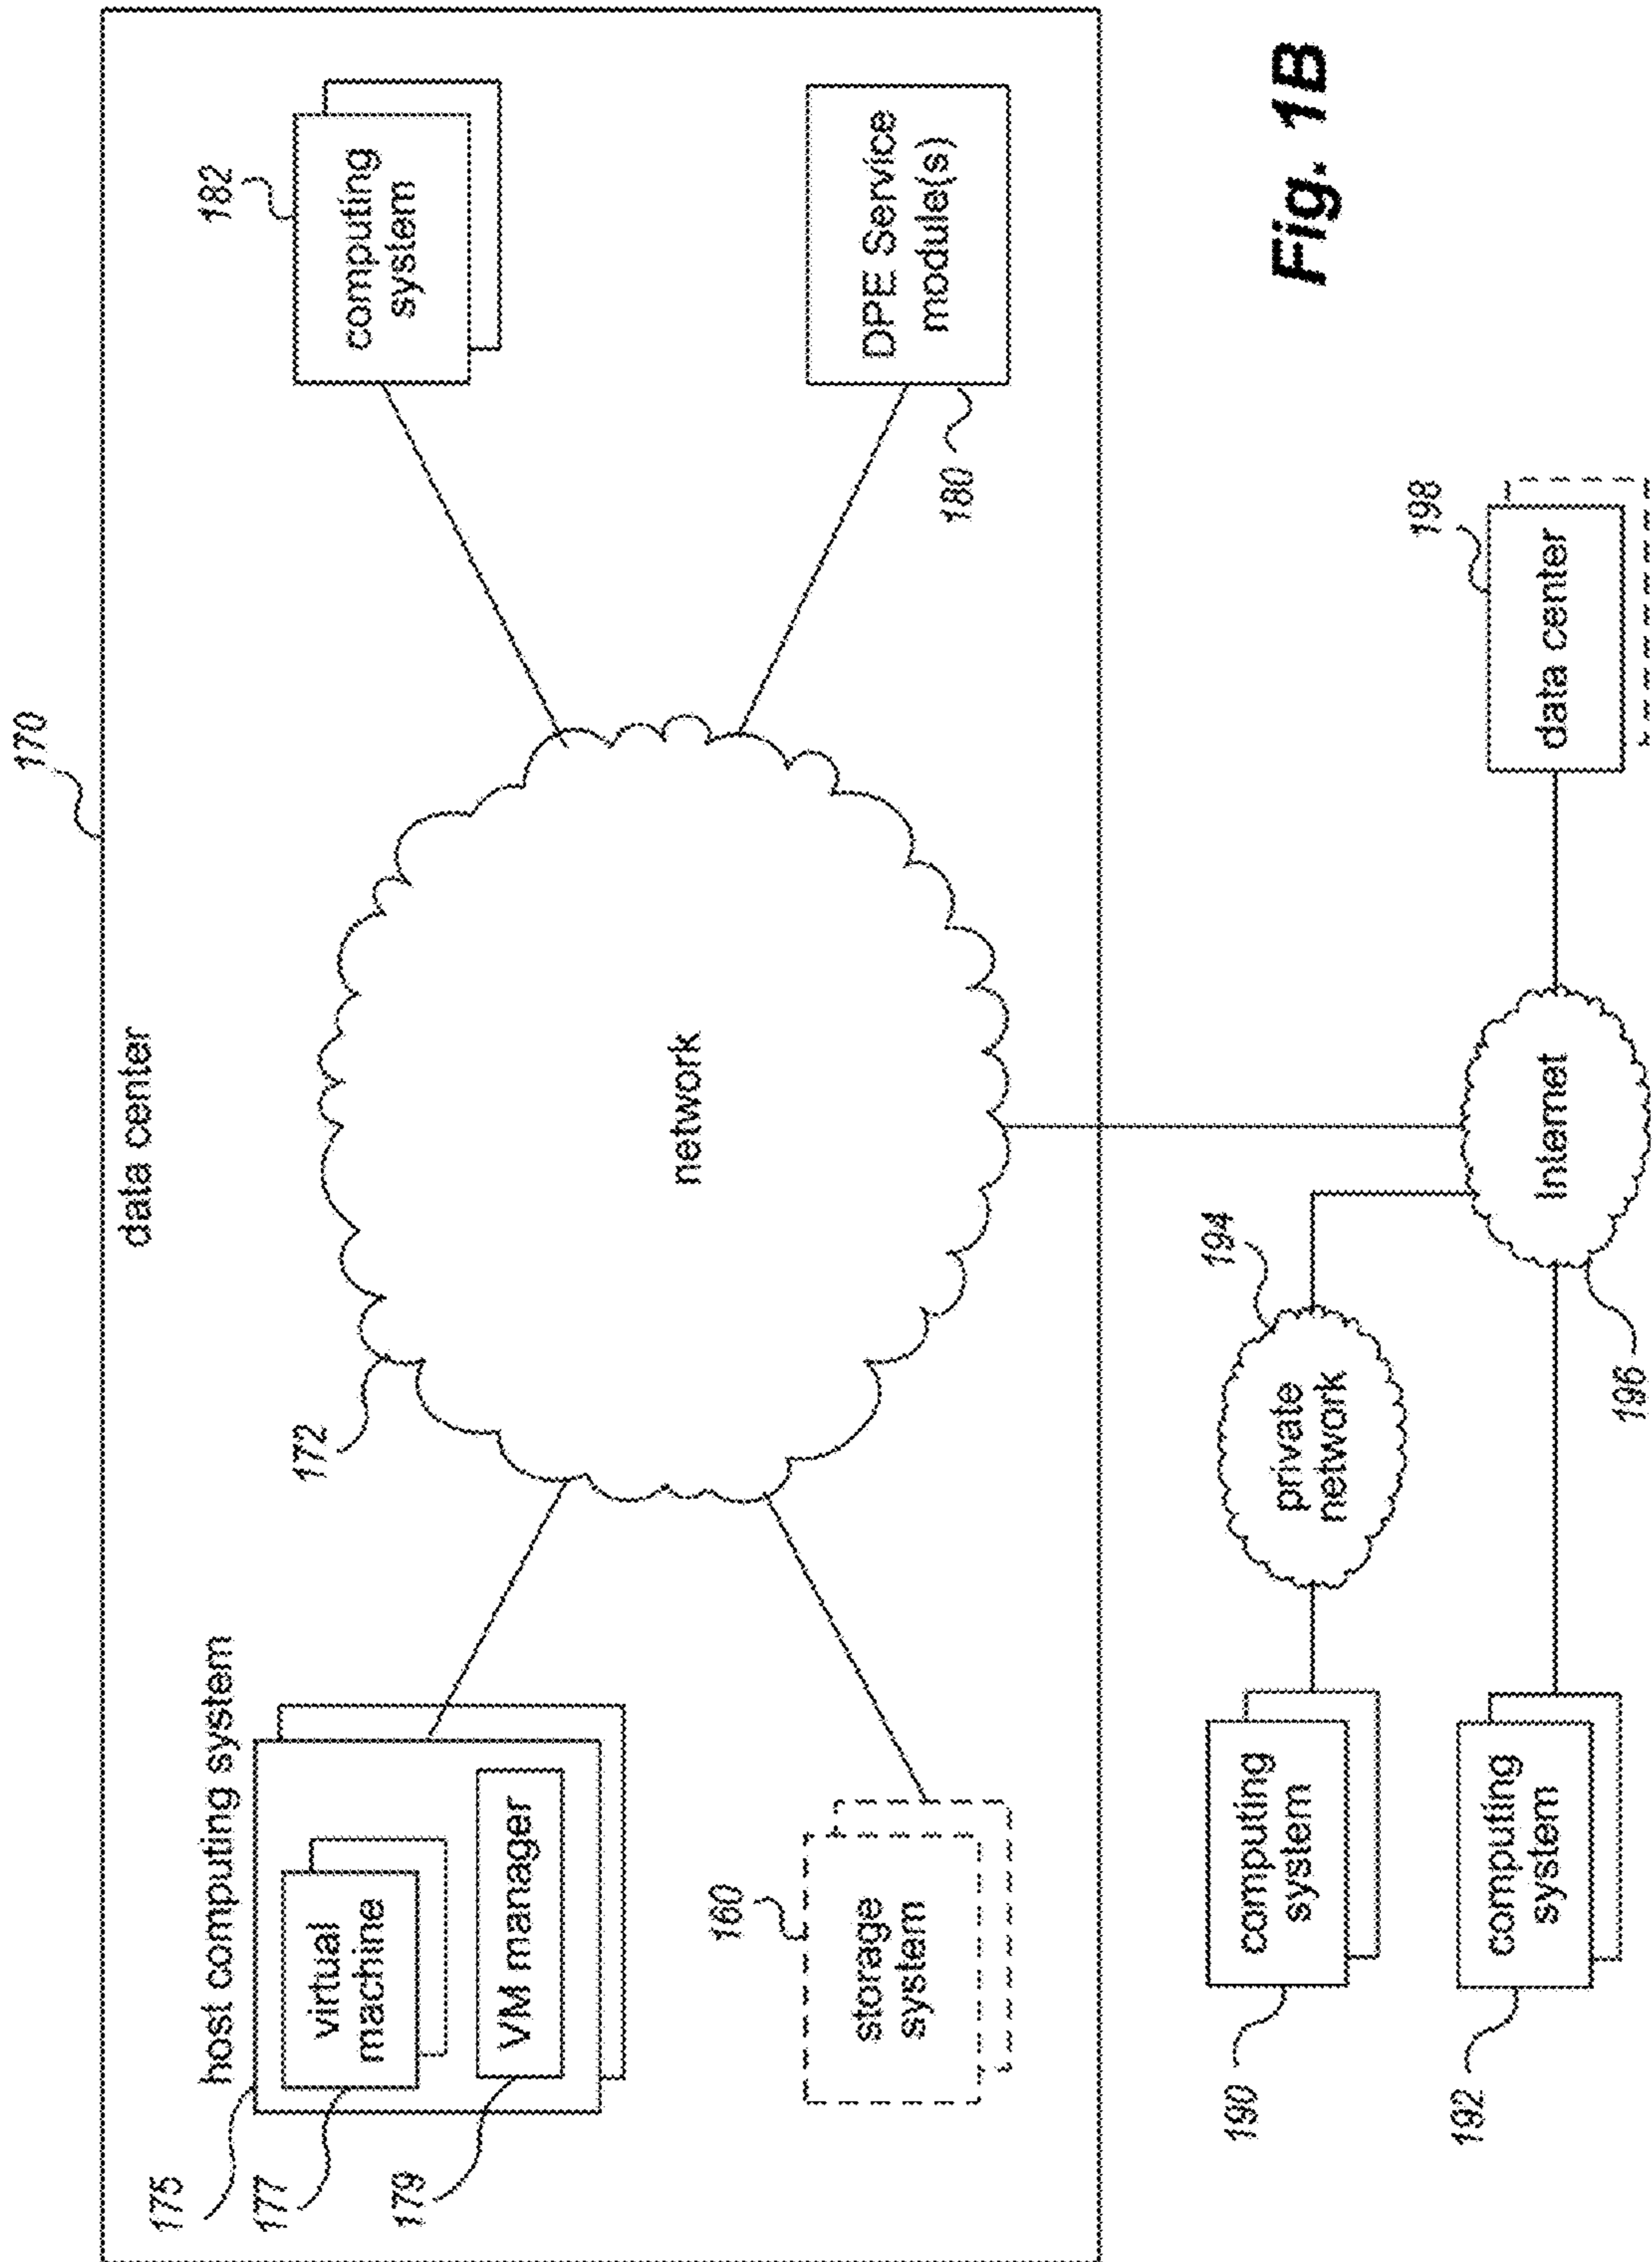 170
data center
175
host computing system
177
virtual
machine
179
VM manager
172
network
182
computing
system
160
storage
system
180
DPE Service
module(s)
190
computing
system
194
private
network
192
computing
system
196
Internet
198
data center
Fig. 1B